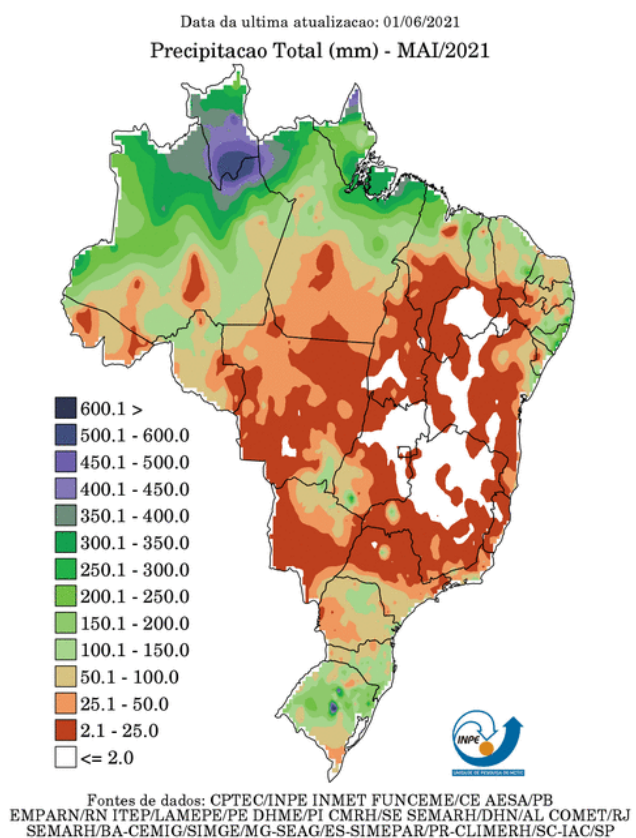 Data da ultima atualizacao: 01/06/2021
Precipitacao Total (mm) - MAI/2021
600.1 >
500.1 - 600.0
450.1 - 500.0
400.1 - 450.0
350.1 - 400.0
300.1 - 350.0
250.1 - 300.0
200.1 - 250.0
150.1 - 200.0
100.1 - 150.0
50.1 - 100.0
25.1 - 50.0
2.1 - 25.0
<= 2.0
INPE
Fontes de dados: CPTEC/INPE INMET FUNCEME/CE AESA/PB
EMPARN/RN ITEP/LAMEPE/PE DHME/PI CMRH/SE SEMARH/DHN/AL COMET/RJ
SEMARH/BA-CEMIG/SIMGE/MG-SEAG/ES-SIMEPAR/PR-CLIMERH/SC-IAC/SP